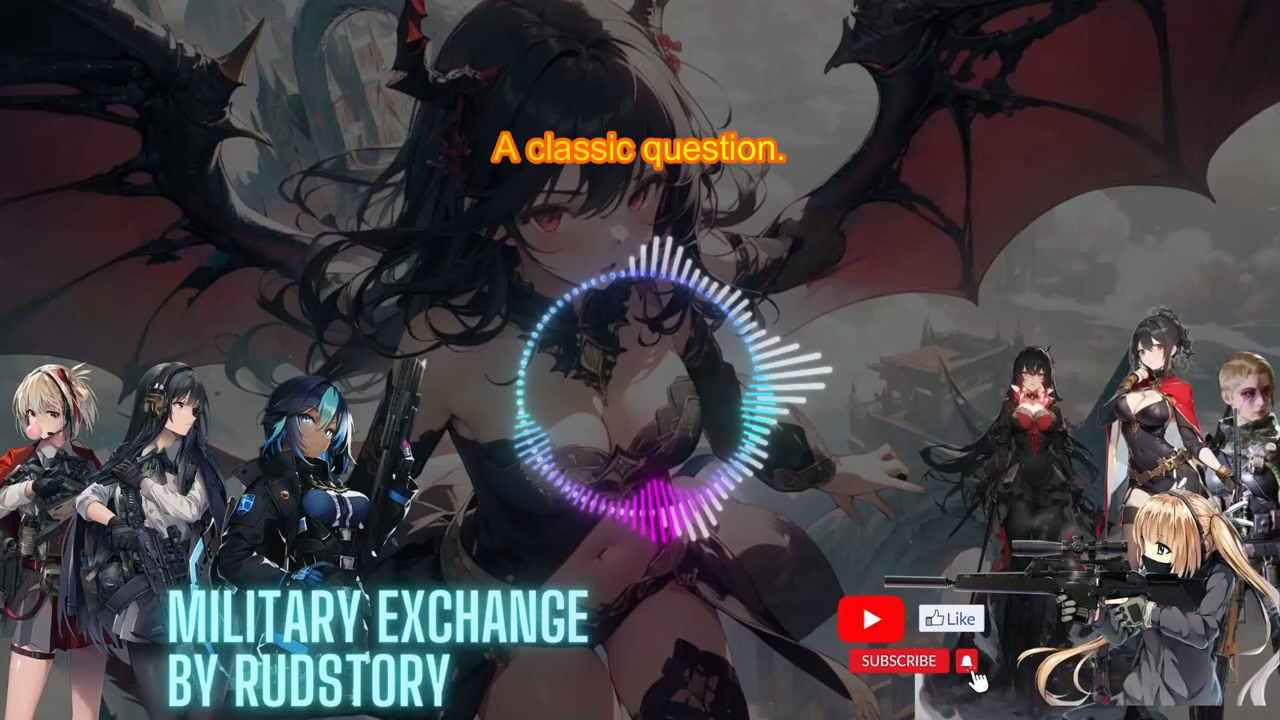 A classic question.
MILITARY EXCHANGE
BY RUDSTORY
Like
SUBSCRIBE